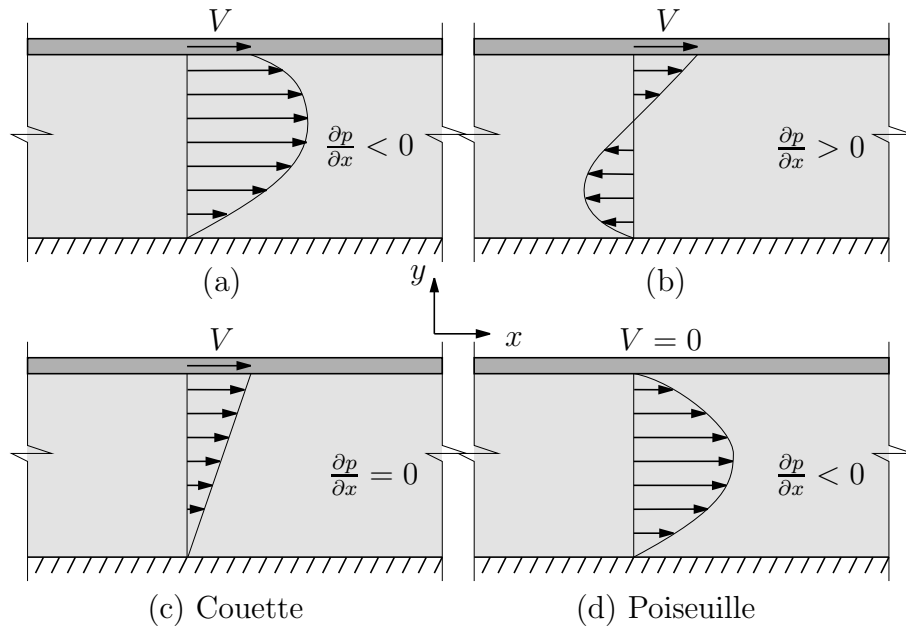 V
V
∂p/∂x < 0
∂p/∂x > 0
(a)
(b)
y
x
V
V = 0
∂p/∂x = 0
∂p/∂x < 0
(c) Couette
(d) Poiseuille